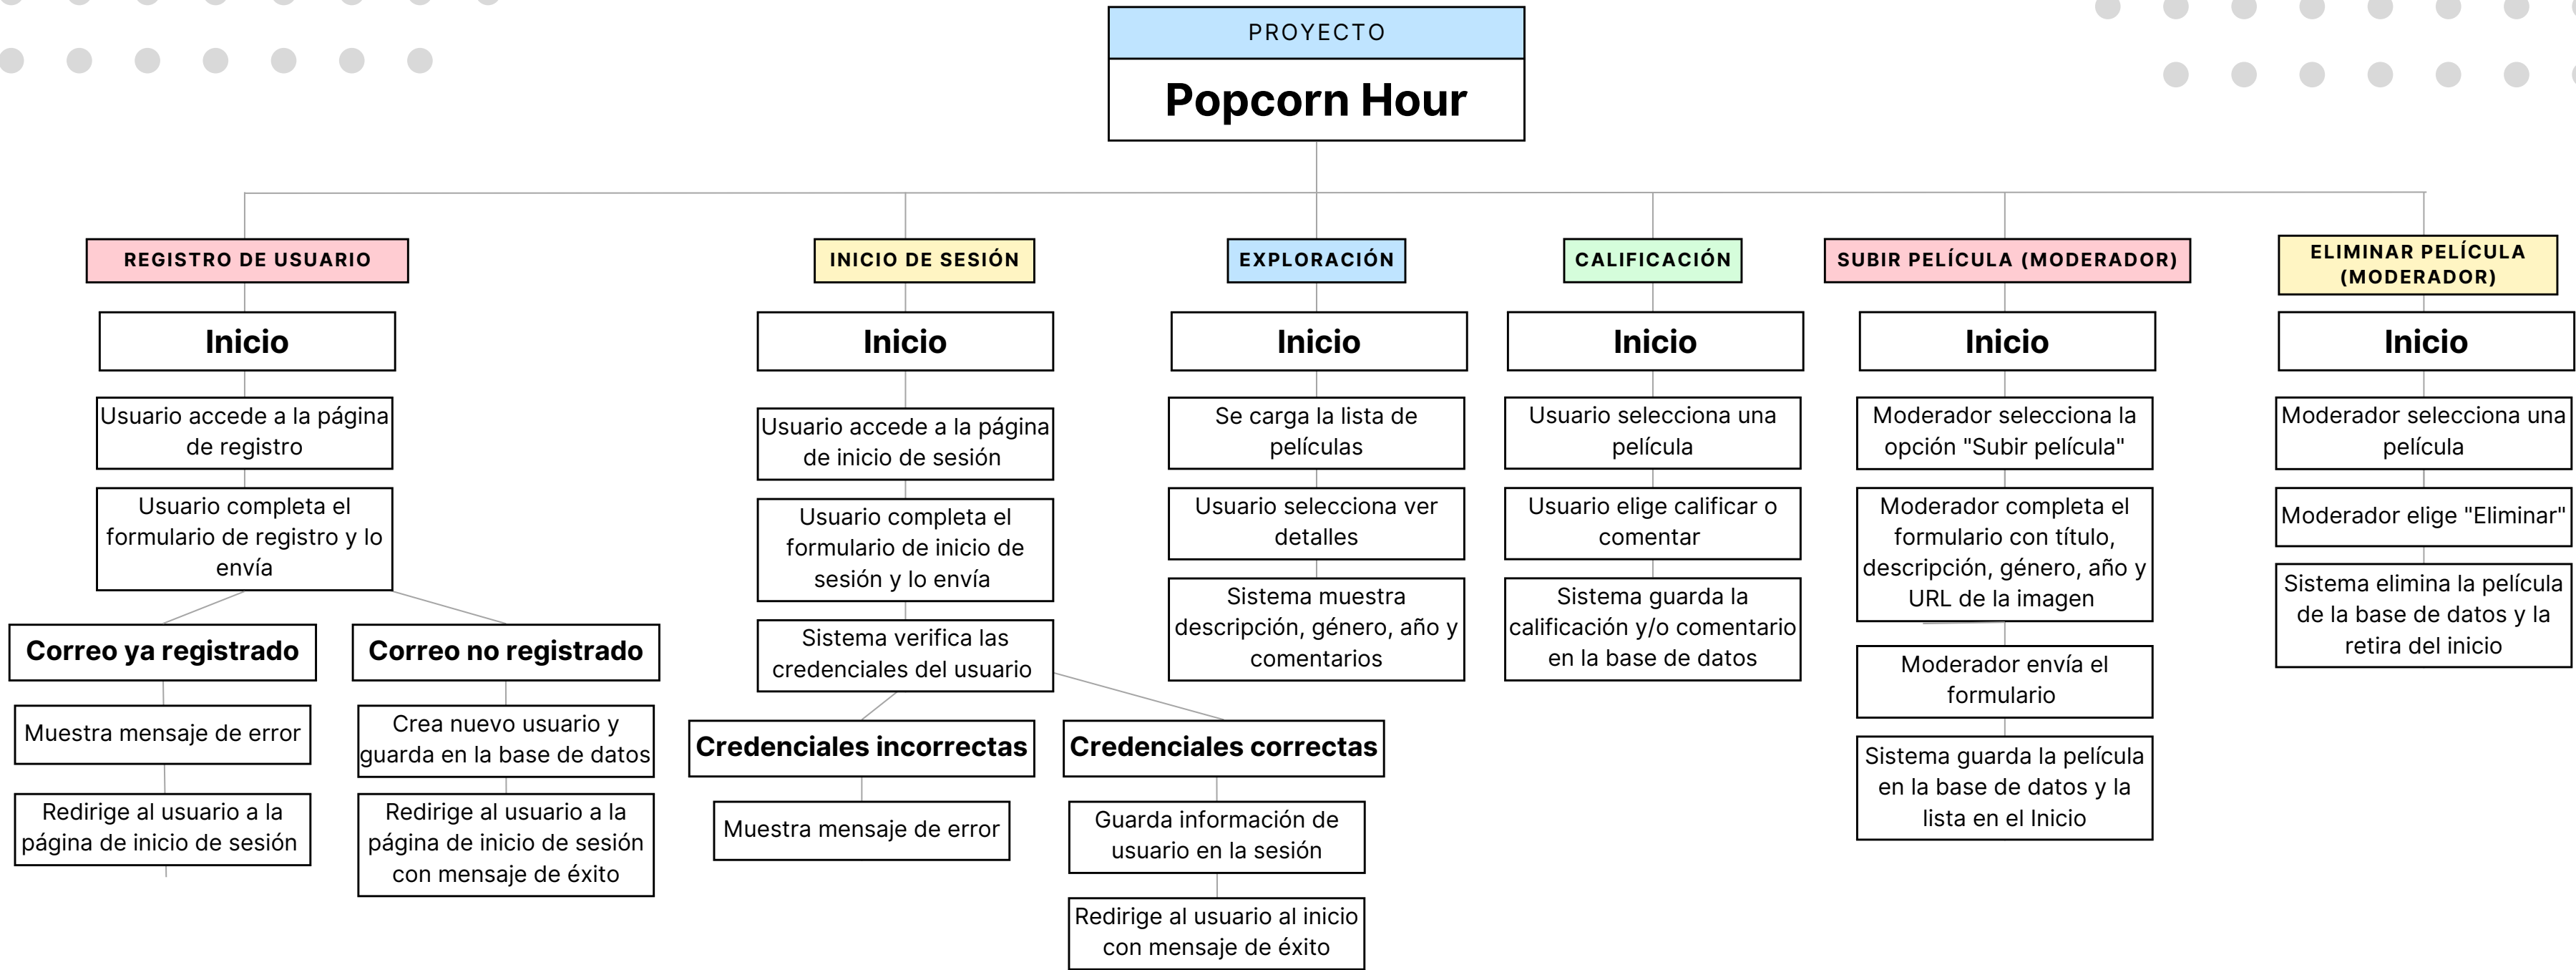 PROYECTO
Popcorn Hour
REGISTRO DE USUARIO
Inicio
Usuario accede a la página
de registro
Usuario completa el
formulario de registro y lo
envía
Correo ya registrado
Muestra mensaje de error
Redirige al usuario a la
página de inicio de sesión
Correo no registrado
Crea nuevo usuario y
guarda en la base de datos
Redirige al usuario a la
página de inicio de sesión
con mensaje de éxito
INICIO DE SESIÓN
Inicio
Usuario accede a la página
de inicio de sesión
Usuario completa el
formulario de inicio de
sesión y lo envía
Sistema verifica las
credenciales del usuario
Credenciales incorrectas
Muestra mensaje de error
Credenciales correctas
Guarda información de
usuario en la sesión
Redirige al usuario al inicio
con mensaje de éxito
EXPLORACIÓN
Inicio
Se carga la lista de
películas
Usuario selecciona ver
detalles
Sistema muestra
descripción, género, año y
comentarios
CALIFICACIÓN
Inicio
Usuario selecciona una
película
Usuario elige calificar o
comentar
Sistema guarda la
calificación y/o comentario
en la base de datos
SUBIR PELÍCULA (MODERADOR)
Inicio
Moderador selecciona la
opción "Subir película"
Moderador completa el
formulario con título,
descripción, género, año y
URL de la imagen
Moderador envía el
formulario
Sistema guarda la película
en la base de datos y la
lista en el Inicio
ELIMINAR PELÍCULA
(MODERADOR)
Inicio
Moderador selecciona una
película
Moderador elige "Eliminar"
Sistema elimina la película
de la base de datos y la
retira del inicio